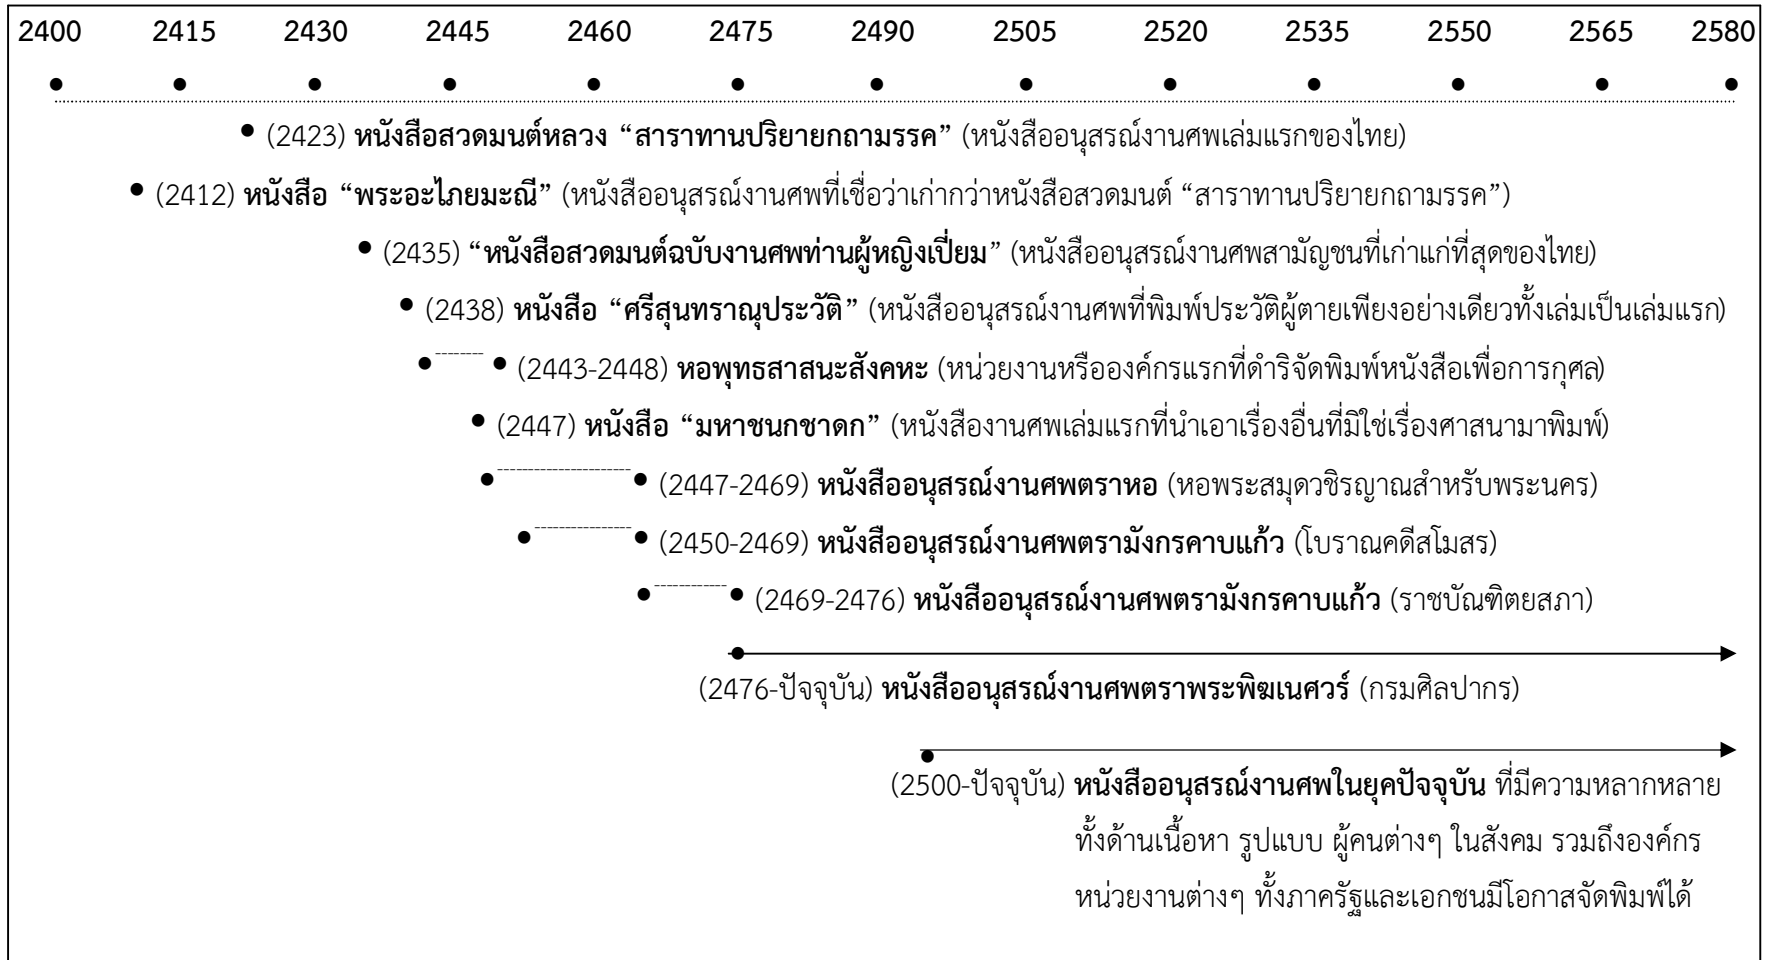 2400 2415 2430 2445 2460 2475 2490 2505 2520 2535 2550 2565 2580
(2423) หนังสือสวดมนต์หลวง “สาราทานปริยายกถามรรค” (หนังสืออนุสรณ์งานศพเล่มแรกของไทย)
(2412) หนังสือ “พระอะไภยมะณี” (หนังสืออนุสรณ์งานศพที่เชื่อว่าเก่ากว่าหนังสือสวดมนต์ “สาราทานปริยายกถามรรค”)
(2435) “หนังสือสวดมนต์ฉบับงานศพท่านผู้หญิงเปี่ยม” (หนังสืออนุสรณ์งานศพสามัญชนที่เก่าแก่ที่สุดของไทย)
(2438) หนังสือ “ศรีสุนทราณุประวัติ” (หนังสืออนุสรณ์งานศพที่พิมพ์ประวัติผู้ตายเพียงอย่างเดียวทั้งเล่มเป็นเล่มแรก)
(2443-2448) หอพุทธสาสนะสังคหะ (หน่วยงานหรือองค์กรแรกที่ดำริจัดพิมพ์หนังสือเพื่อการกุศล)
(2447) หนังสือ “มหาชนกชาดก” (หนังสืองานศพเล่มแรกที่นำเอาเรื่องอื่นที่มิใช่เรื่องศาสนามาพิมพ์)
(2447-2469) หนังสืออนุสรณ์งานศพตราหอ (หอพระสมุดวชิรญาณสำหรับพระนคร)
(2450-2469) หนังสืออนุสรณ์งานศพตรามังกรคาบแก้ว (โบราณคดีสโมสร)
(2469-2476) หนังสืออนุสรณ์งานศพตรามังกรคาบแก้ว (ราชบัณฑิตยสภา)
(2476-ปัจจุบัน) หนังสืออนุสรณ์งานศพตราพระพิฆเนศวร์ (กรมศิลปากร)
(2500-ปัจจุบัน) หนังสืออนุสรณ์งานศพในยุคปัจจุบัน ที่มีความหลากหลาย
ทั้งด้านเนื้อหา รูปแบบ ผู้คนต่างๆ ในสังคม รวมถึงองค์กร
หน่วยงานต่างๆ ทั้งภาครัฐและเอกชนมีโอกาสจัดพิมพ์ได้